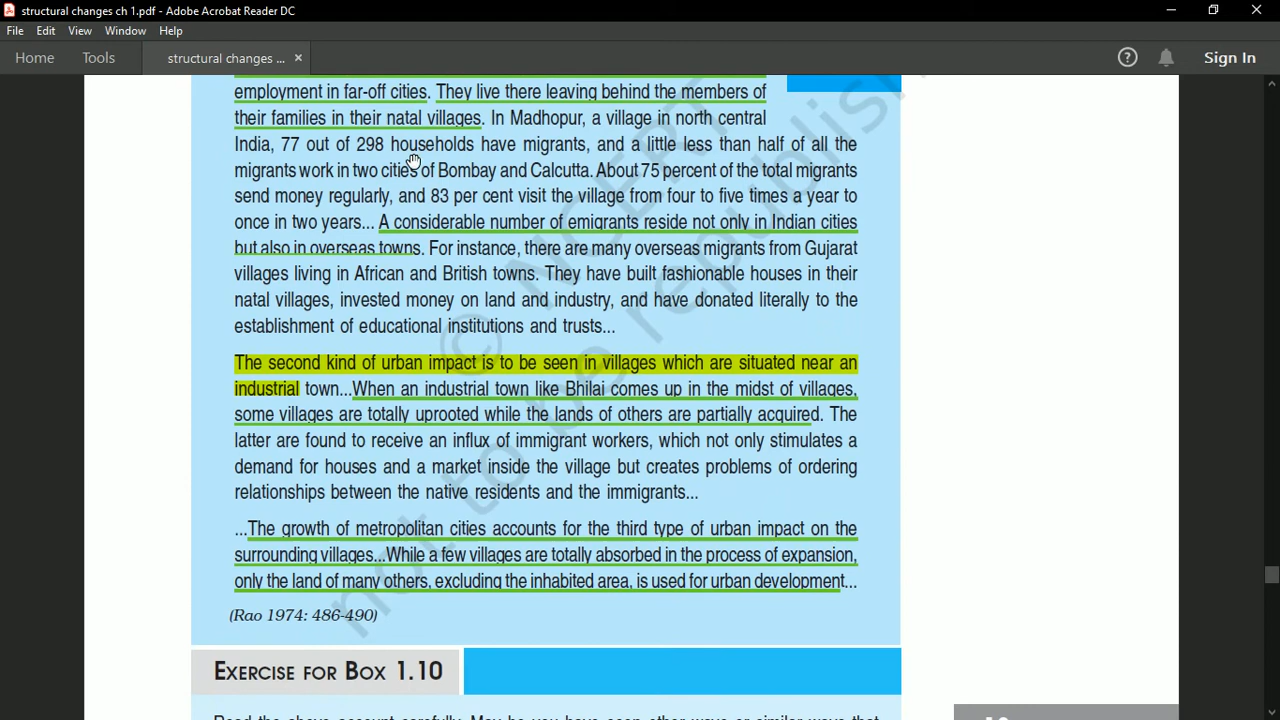 structural changes ch 1.pdf - Adobe Acrobat Reader DC
File Edit View Window Help
Home Tools structural changes ... × Sign In
employment in far-off cities. They live there leaving behind the members of
their families in their natal villages. In Madhopur, a village in north central
India, 77 out of 298 households have migrants, and a little less than half of all the
migrants work in two cities of Bombay and Calcutta. About 75 percent of the total migrants
send money regularly, and 83 per cent visit the village from four to five times a year to
once in two years... A considerable number of emigrants reside not only in Indian cities
but also in overseas towns. For instance, there are many overseas migrants from Gujarat
villages living in African and British towns. They have built fashionable houses in their
natal villages, invested money on land and industry, and have donated literally to the
establishment of educational institutions and trusts...
The second kind of urban impact is to be seen in villages which are situated near an
industrial town...When an industrial town like Bhilai comes up in the midst of villages,
some villages are totally uprooted while the lands of others are partially acquired. The
latter are found to receive an influx of immigrant workers, which not only stimulates a
demand for houses and a market inside the village but creates problems of ordering
relationships between the native residents and the immigrants...
...The growth of metropolitan cities accounts for the third type of urban impact on the
surrounding villages...While a few villages are totally absorbed in the process of expansion,
only the land of many others, excluding the inhabited area, is used for urban development...
(Rao 1974: 486-490)
© NCERT
not to be republish
EXERCISE FOR BOX 1.10